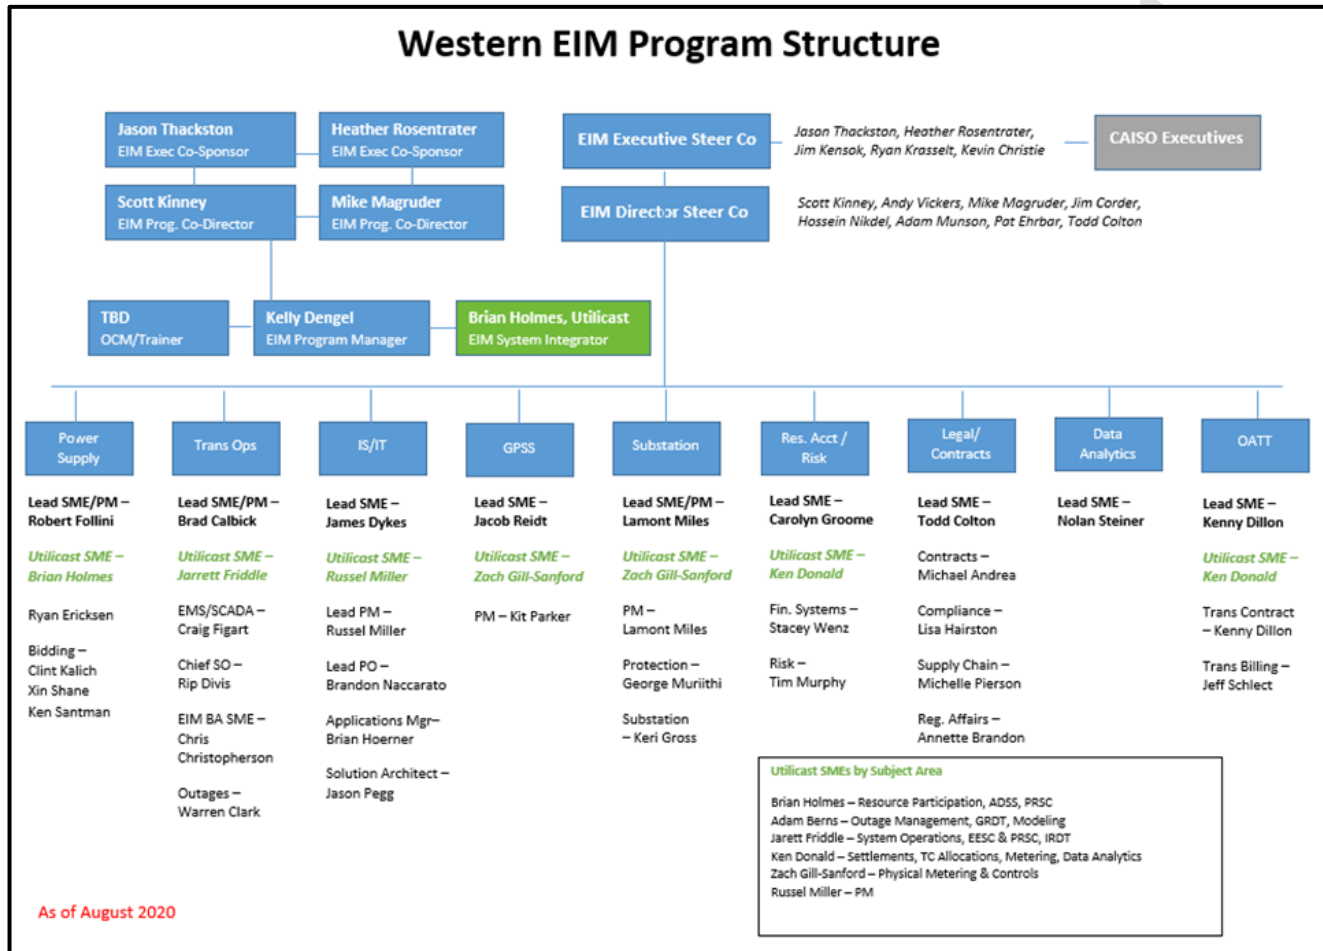 Western EIM Program Structure
Jason Thackston
EIM Exec Co-Sponsor
Heather Rosentrater
EIM Exec Co-Sponsor
Scott Kinney
EIM Prog. Co-Director
Mike Magruder
EIM Prog. Co-Director
EIM Executive Steer Co
Jason Thackston, Heather Rosentrater,
Jim Kensok, Ryan Krasselt, Kevin Christie
CAISO Executives
EIM Director Steer Co
Scott Kinney, Andy Vickers, Mike Magruder, Jim Corder,
Hossein Nikdel, Adam Munson, Pat Ehrbar, Todd Colton
TBD
OCM/Trainer
Kelly Dengel
EIM Program Manager
Brian Holmes, Utilicast
EIM System Integrator
Power
Supply
Lead SME/PM –
Robert Follini
Utilicast SME –
Brian Holmes
Ryan Ericksen
Bidding –
Clint Kalich
Xin Shane
Ken Santman
Trans Ops
Lead SME/PM –
Brad Calbick
Utilicast SME –
Jarrett Friddle
EMS/SCADA –
Craig Figart
Chief SO –
Rip Divis
EIM BA SME –
Chris
Christopherson
Outages –
Warren Clark
IS/IT
Lead SME –
James Dykes
Utilicast SME –
Russel Miller
Lead PM –
Russel Miller
Lead PO –
Brandon Naccarato
Applications Mgr–
Brian Hoerner
Solution Architect –
Jason Pegg
GPSS
Lead SME –
Jacob Reidt
Utilicast SME –
Zach Gill-Sanford
PM – Kit Parker
Substation
Lead SME/PM –
Lamont Miles
Utilicast SME –
Zach Gill-Sanford
PM –
Lamont Miles
Protection –
George Muriithi
Substation
– Keri Gross
Res. Acct /
Risk
Lead SME –
Carolyn Groome
Utilicast SME –
Ken Donald
Fin. Systems –
Stacey Wenz
Risk –
Tim Murphy
Legal/
Contracts
Lead SME –
Todd Colton
Contracts –
Michael Andrea
Compliance –
Lisa Hairston
Supply Chain –
Michelle Pierson
Reg. Affairs –
Annette Brandon
Data
Analytics
Lead SME –
Nolan Steiner
OATT
Lead SME –
Kenny Dillon
Utilicast SME –
Ken Donald
Trans Contract
– Kenny Dillon
Trans Billing –
Jeff Schlect
Utilicast SMEs by Subject Area
Brian Holmes – Resource Participation, ADSS, PRSC
Adam Berns – Outage Management, GRDT, Modeling
Jarett Friddle – System Operations, EESC & PRSC, IRDT
Ken Donald – Settlements, TC Allocations, Metering, Data Analytics
Zach Gill-Sanford – Physical Metering & Controls
Russel Miller – PM
As of August 2020